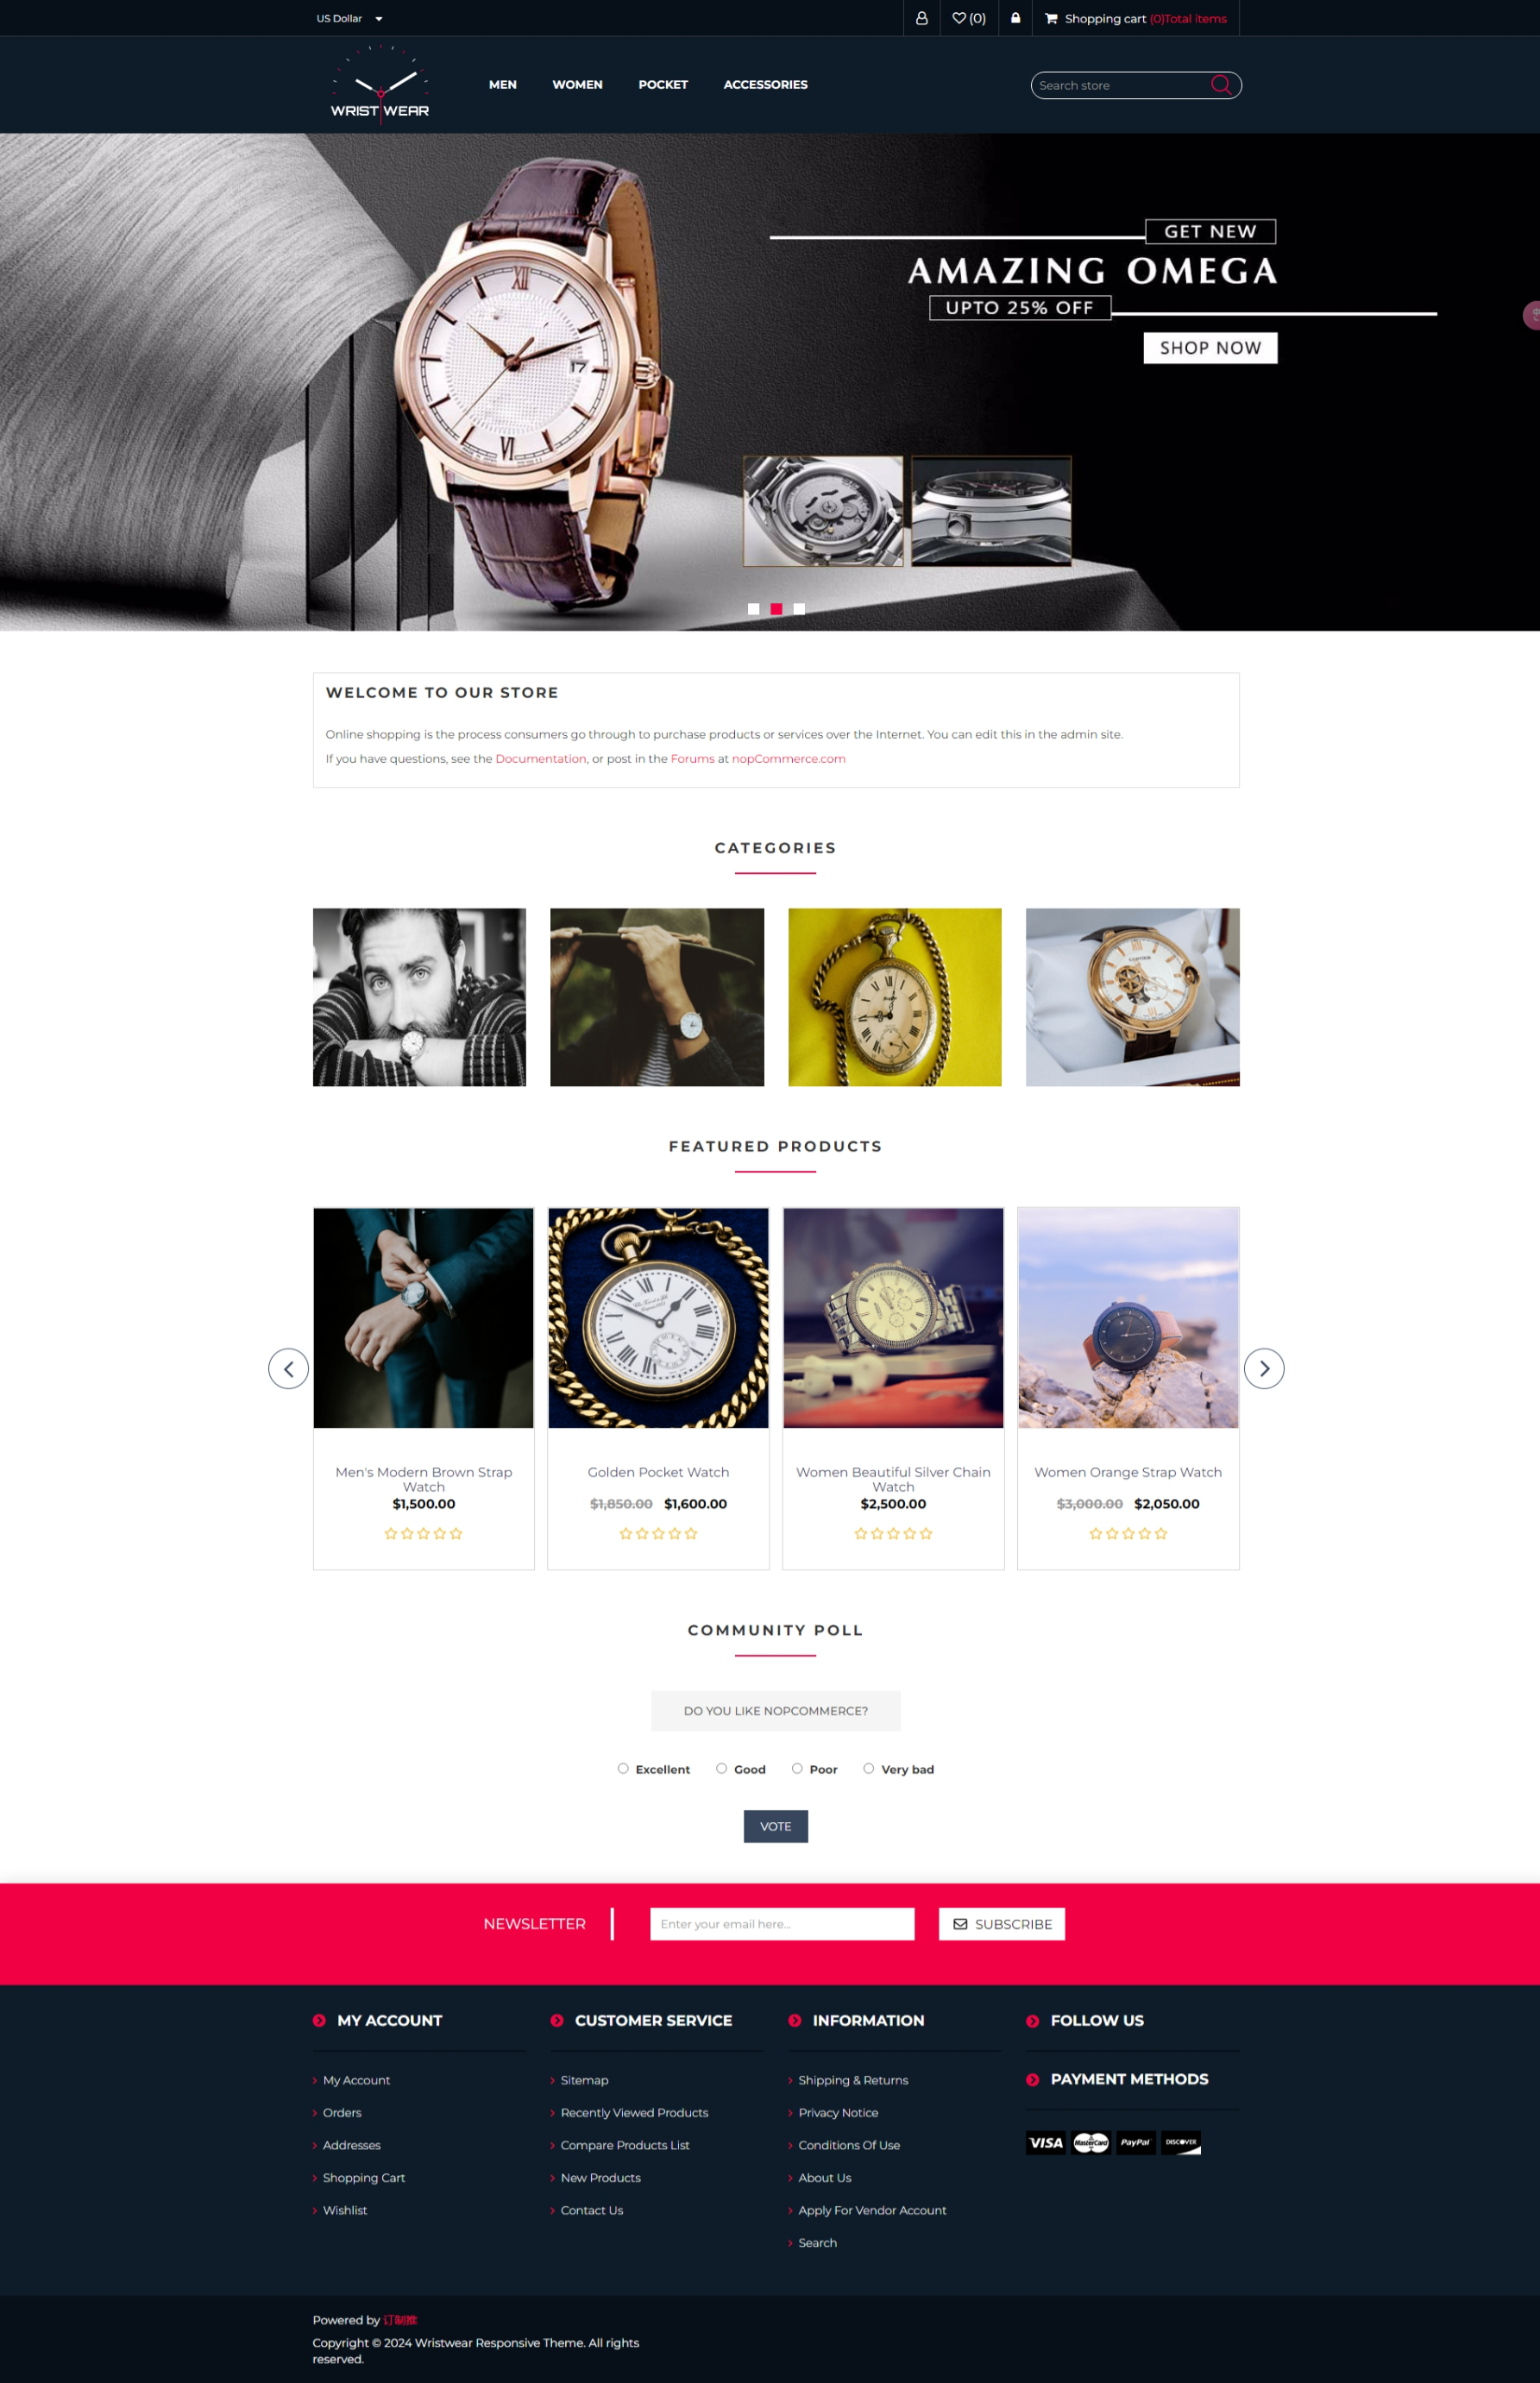 US Dollar
(0)
Shopping cart (0)Total items
WRIST WEAR
MEN
WOMEN
POCKET
ACCESSORIES
Search store
GET NEW
AMAZING OMEGA
UPTO 25% OFF
SHOP NOW
17
WELCOME TO OUR STORE
Online shopping is the process consumers go through to purchase products or services over the Internet. You can edit this in the admin site.
If you have questions, see the Documentation, or post in the Forums at nopCommerce.com
CATEGORIES
FEATURED PRODUCTS
Men's Modern Brown Strap
Watch
$1,500.00
Golden Pocket Watch
$1,850.00 $1,600.00
Women Beautiful Silver Chain
Watch
$2,500.00
Women Orange Strap Watch
$3,000.00 $2,050.00
COMMUNITY POLL
DO YOU LIKE NOPCOMMERCE?
Excellent
Good
Poor
Very bad
VOTE
NEWSLETTER
Enter your email here...
SUBSCRIBE
MY ACCOUNT
My Account
Orders
Addresses
Shopping Cart
Wishlist
CUSTOMER SERVICE
Sitemap
Recently Viewed Products
Compare Products List
New Products
Contact Us
INFORMATION
Shipping & Returns
Privacy Notice
Conditions Of Use
About Us
Apply For Vendor Account
Search
FOLLOW US
PAYMENT METHODS
VISA
MasterCard
PayPal
DISCOVER
Powered by 订制推
Copyright © 2024 Wristwear Responsive Theme. All rights
reserved.